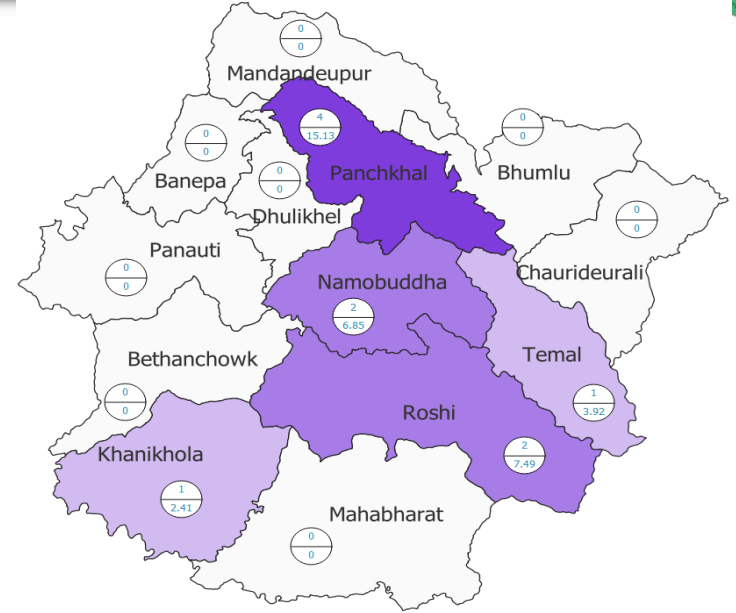 0
0
Mandandeupur
4
15.13
0
0
0
0
Banepa
0
0
Dhulikhel
Panchkhal
Bhumlu
0
0
Chaurideurali
Panauti
0
0
Namobuddha
2
6.85
Temal
1
3.92
Bethanchowk
0
0
Roshi
2
7.49
Khanikhola
1
2.41
Mahabharat
0
0